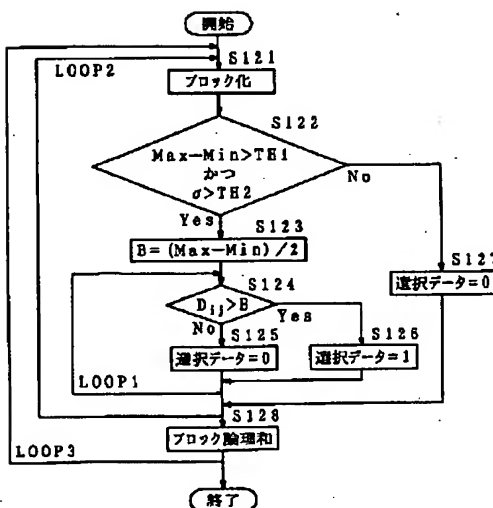 開始
S121
LOOP2
ブロック化
S122
Max-Min>TH1
かつ
σ>TH2
No
Yes
S123
B=(Max-Min)/2
S127
選択データ=0
S124
Dij>B
Yes
No
S125
S126
選択データ=0
選択データ=1
LOOP1
S128
ブロック論理和
LOOP3
終了